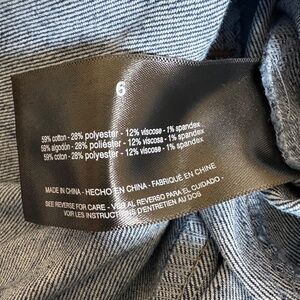 6
59% cotton - 28% polyester - 12% viscose - 1% spandex
59% algodón - 28% poliéster - 12% viscosa - 1% spandex
59% coton - 28% polyester - 12% viscose - 1% spandex
MADE IN CHINA - HECHO EN CHINA - FABRIQUÉ EN CHINE
SEE REVERSE FOR CARE - VEA AL REVERSO PARA EL CUIDADO -
VOIR LES INSTRUCTIONS D'ENTRETIEN AU DOS